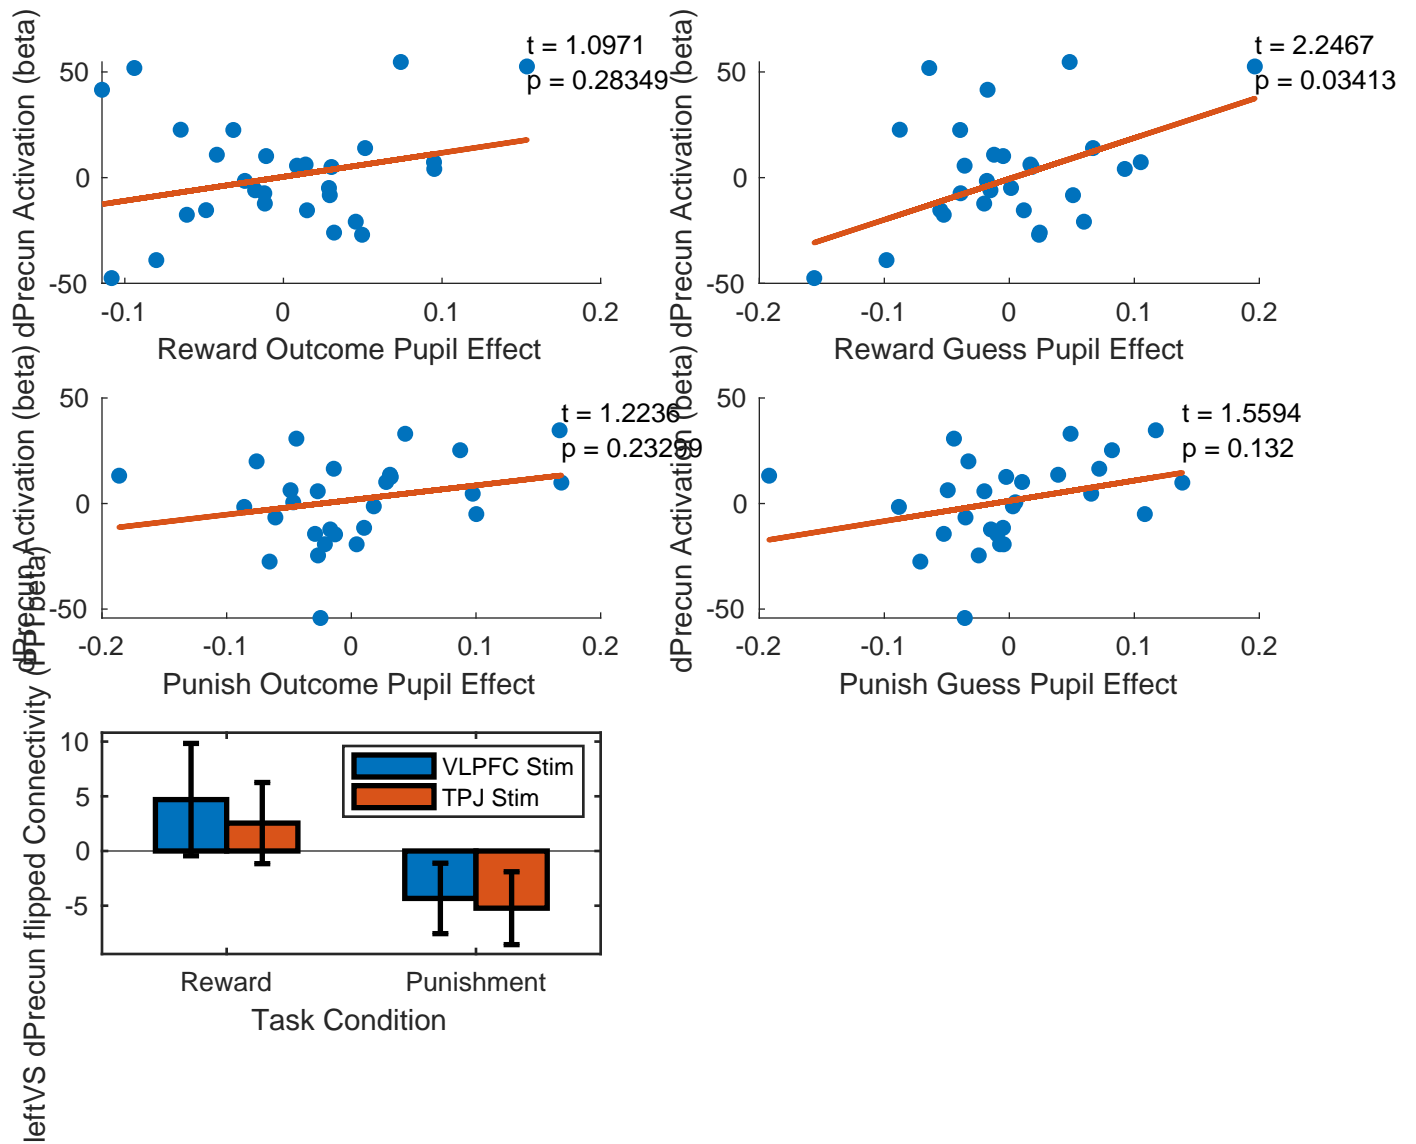 dPrecun Activation (beta)
50
0
-50
-0.1
0
0.1
0.2
Reward Outcome Pupil Effect
t = 1.0971
p = 0.28349
dPrecun Activation (beta)
50
0
-50
-0.2
-0.1
0
0.1
0.2
Reward Guess Pupil Effect
t = 2.2467
p = 0.03413
dPrecun Activation (beta)
50
0
-50
-0.2
-0.1
0
0.1
0.2
Punish Outcome Pupil Effect
t = 1.2236
p = 0.23299
dPrecun Activation (beta)
50
0
-50
-0.2
-0.1
0
0.1
0.2
Punish Guess Pupil Effect
t = 1.5594
p = 0.132
leftVS dPrecun flipped Connectivity (PPI beta)
10
5
0
-5
Reward
Punishment
Task Condition
VLPFC Stim
TPJ Stim